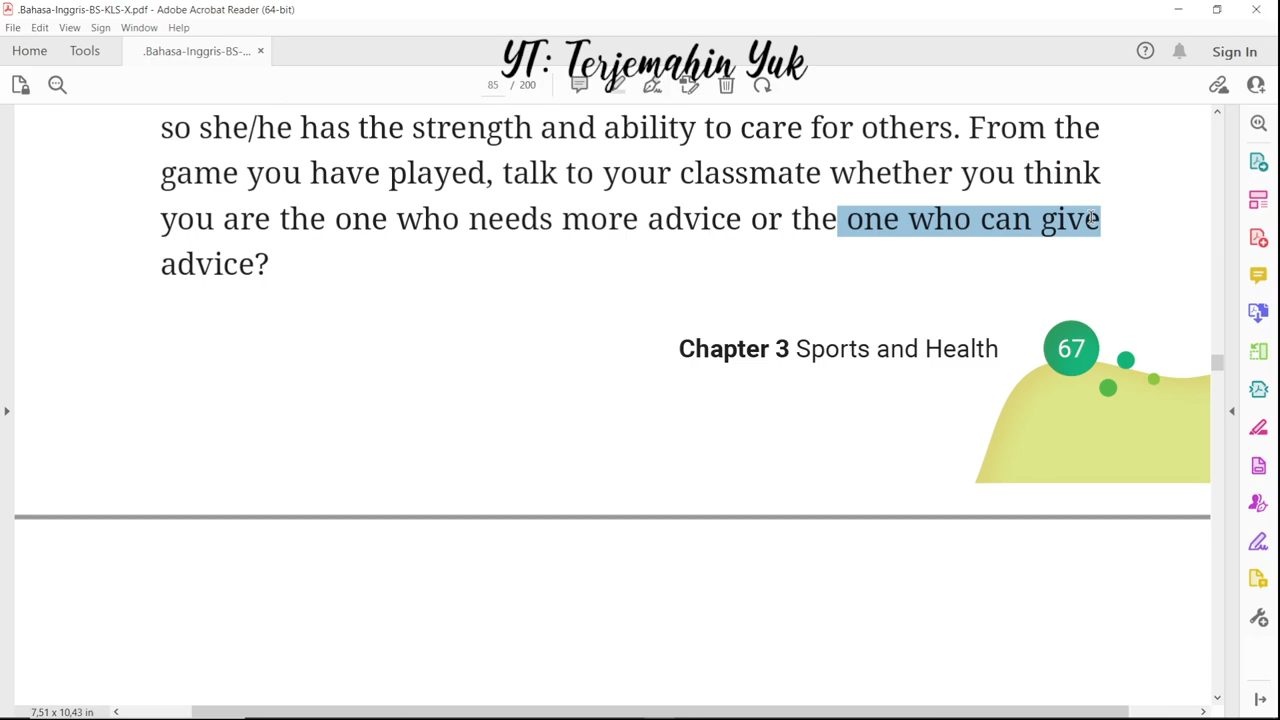 .Bahasa-Inggris-BS-KLS-X.pdf - Adobe Acrobat Reader (64-bit)
File Edit View Sign Window Help
Home Tools .Bahasa-Inggris-BS-... × Sign In
YT: Terjemahin Yuk
85 / 200
so she/he has the strength and ability to care for others. From the
game you have played, talk to your classmate whether you think
you are the one who needs more advice or the one who can give
advice?
Chapter 3 Sports and Health 67
7,51 x 10,43 in